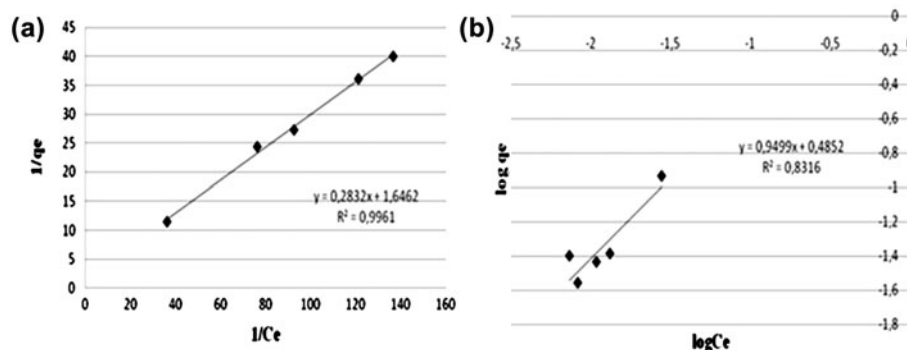 (a)
45
40
35
30
25
20
15
10
5
0
1/qe
y = 0,2832x + 1,6462
R² = 0,9961
0 20 40 60 80 100 120 140 160
1/Ce
(b)
-2,5 -2 -1,5 -1 -0,5
0
-0,2
-0,4
-0,6
-0,8
-1
-1,2
-1,4
-1,6
-1,8
log qe
y = 0,9499x + 0,4852
R² = 0,8316
logCe